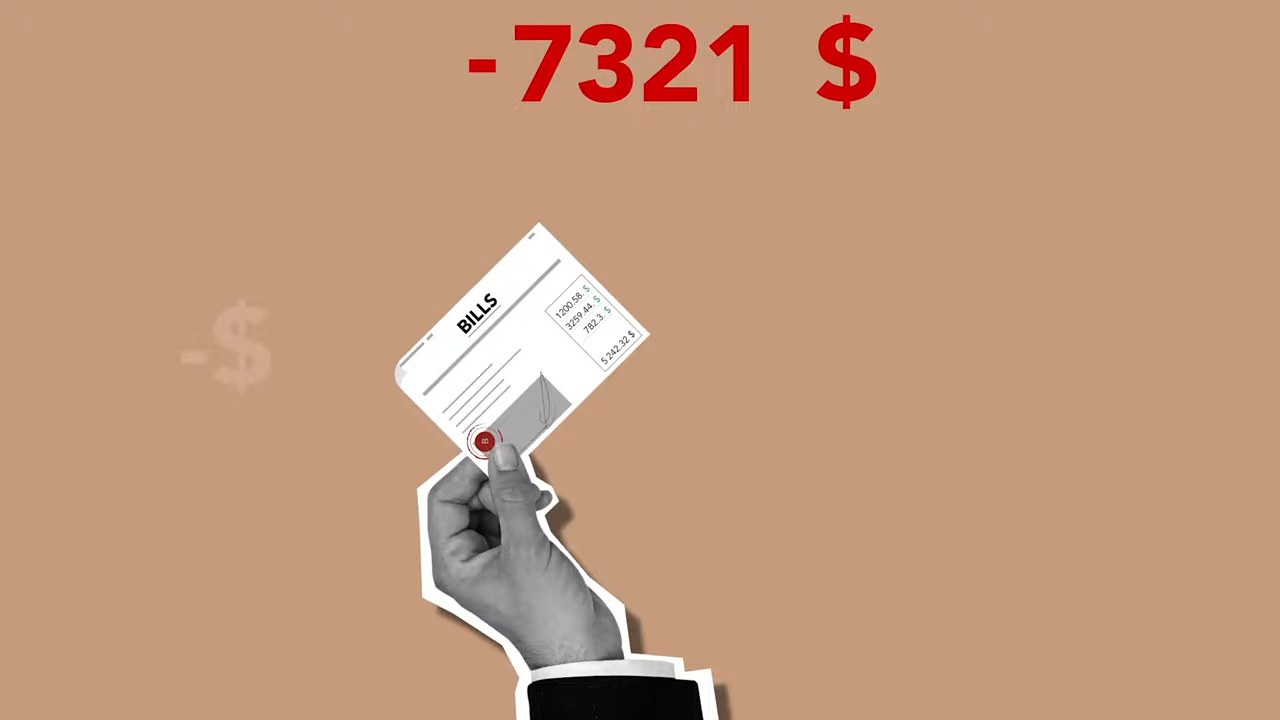 -7321 $
-$
BILLS
1200.58. $
3259.44. $
782.3. $
5 242.32 $
B